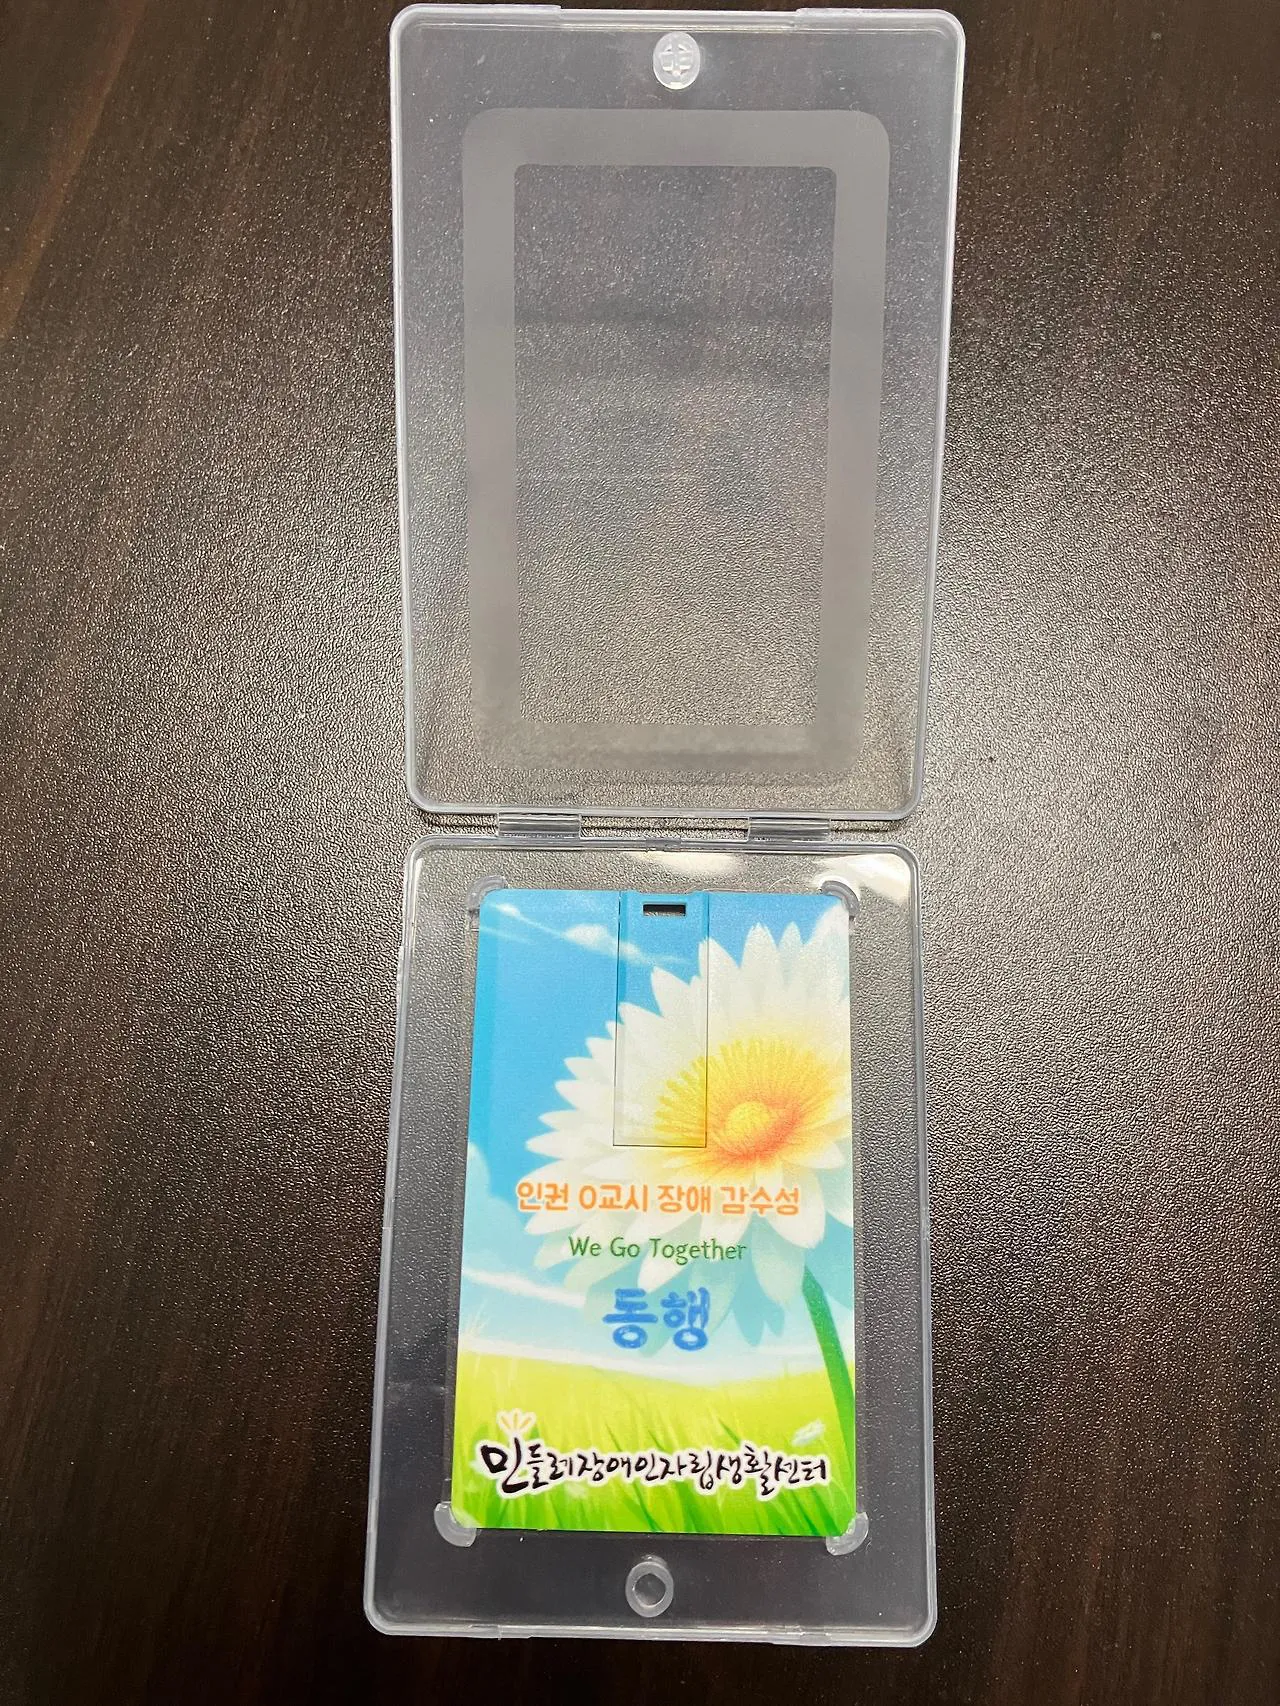 인권 0교시 장애 감수성
We Go Together
동행
민들레장애인자립생활센터